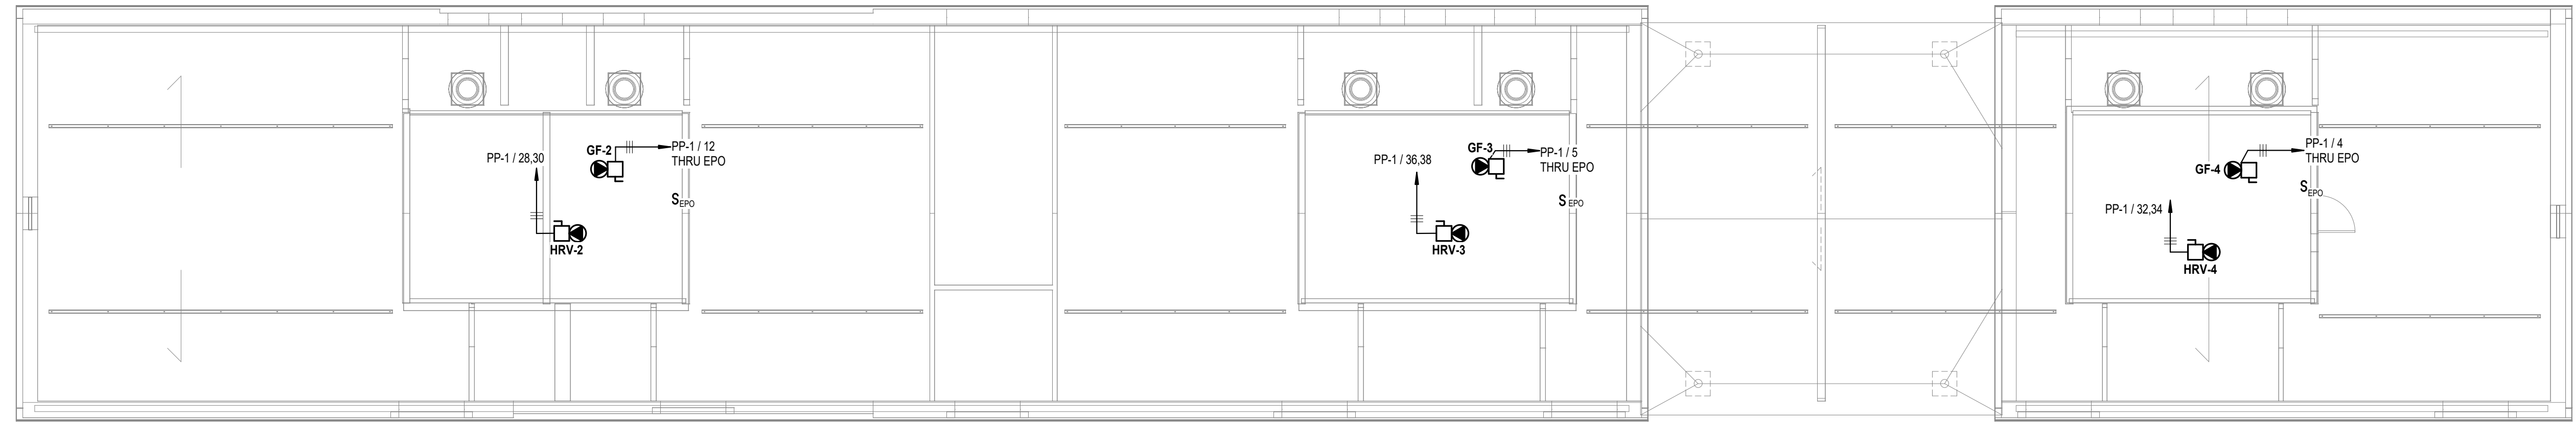 GF-2
PP-1 / 12
THRU EPO
PP-1 / 28,30
S EPO
HRV-2
GF-3
PP-1 / 5
THRU EPO
PP-1 / 36,38
S EPO
HRV-3
GF-4
PP-1 / 4
THRU EPO
S EPO
PP-1 / 32,34
HRV-4